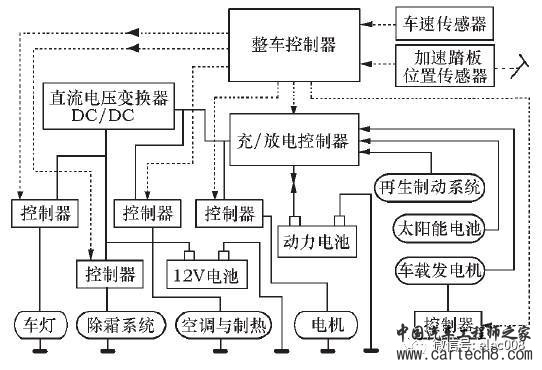 车速传感器
整车控制器
加速踏板
位置传感器
直流电压变换器
DC/DC
充/放电控制器
再生制动系统
控制器
控制器
控制器
动力电池
太阳能电池
控制器
12V电池
车载发电机
车灯
除霜系统
空调与制热
电机
控制器
中国汽车工程师之家
微信号: elec008
www.cartech8.com